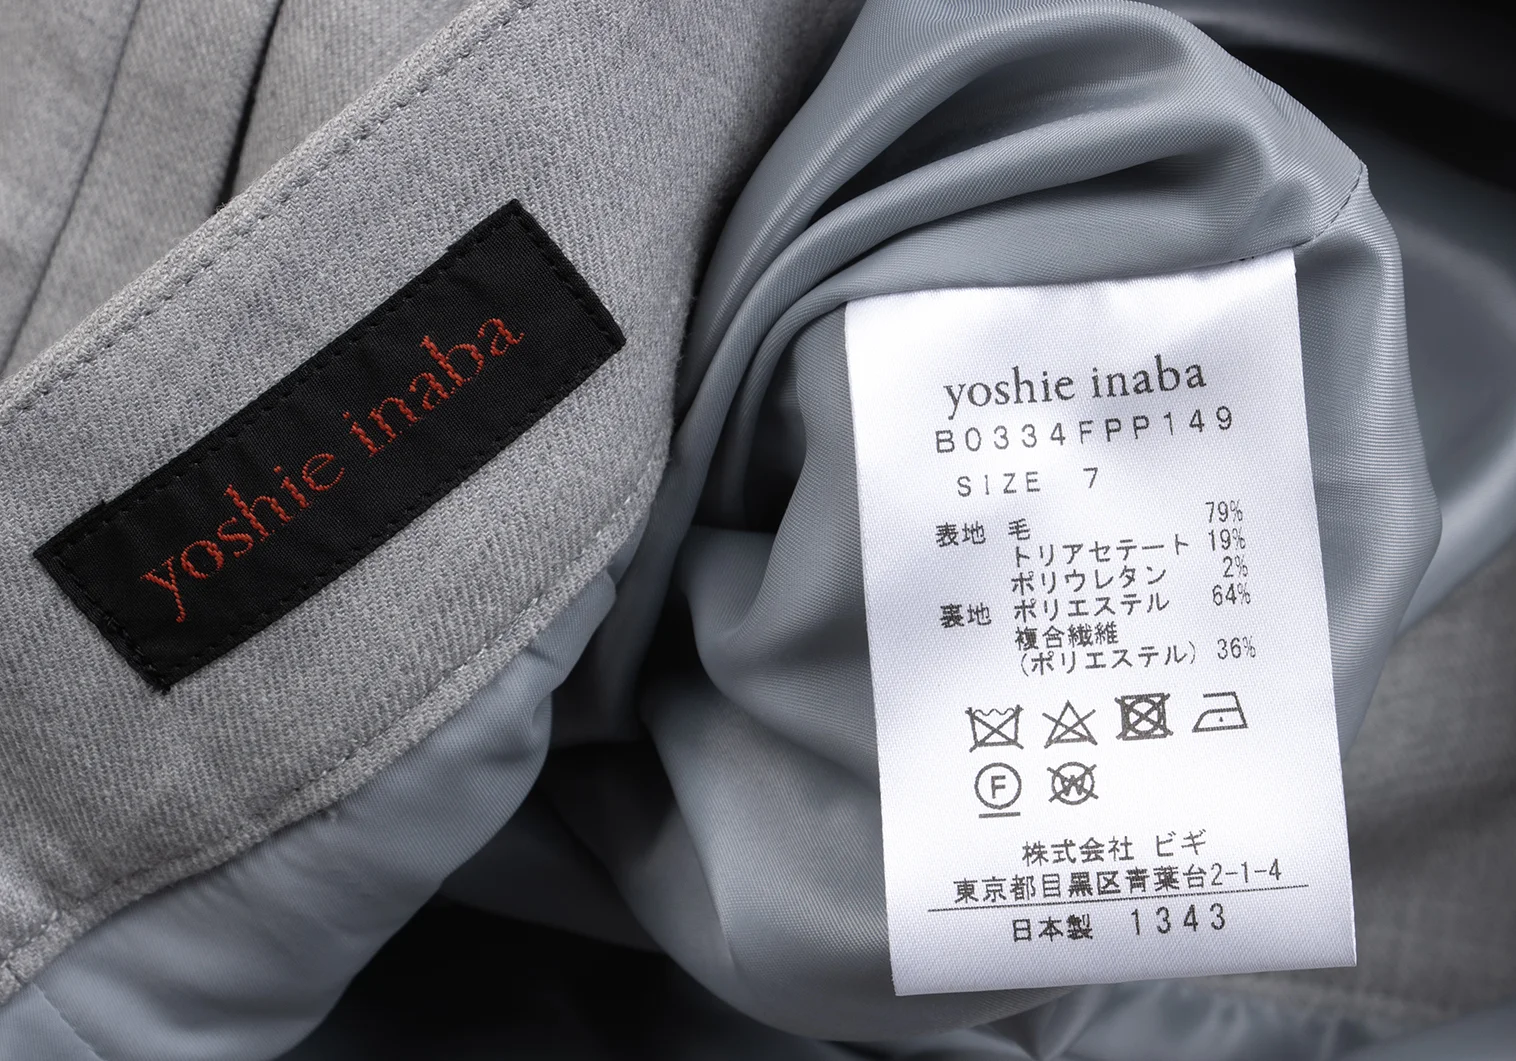 yoshie inaba
yoshie inaba
B0334FPP149
SIZE 7
表地 毛 79%
トリアセテート 19%
ポリウレタン 2%
裏地 ポリエステル 64%
複合繊維
(ポリエステル) 36%
F
W
株式会社 ビギ
東京都目黒区青葉台2-1-4
日本製 1343